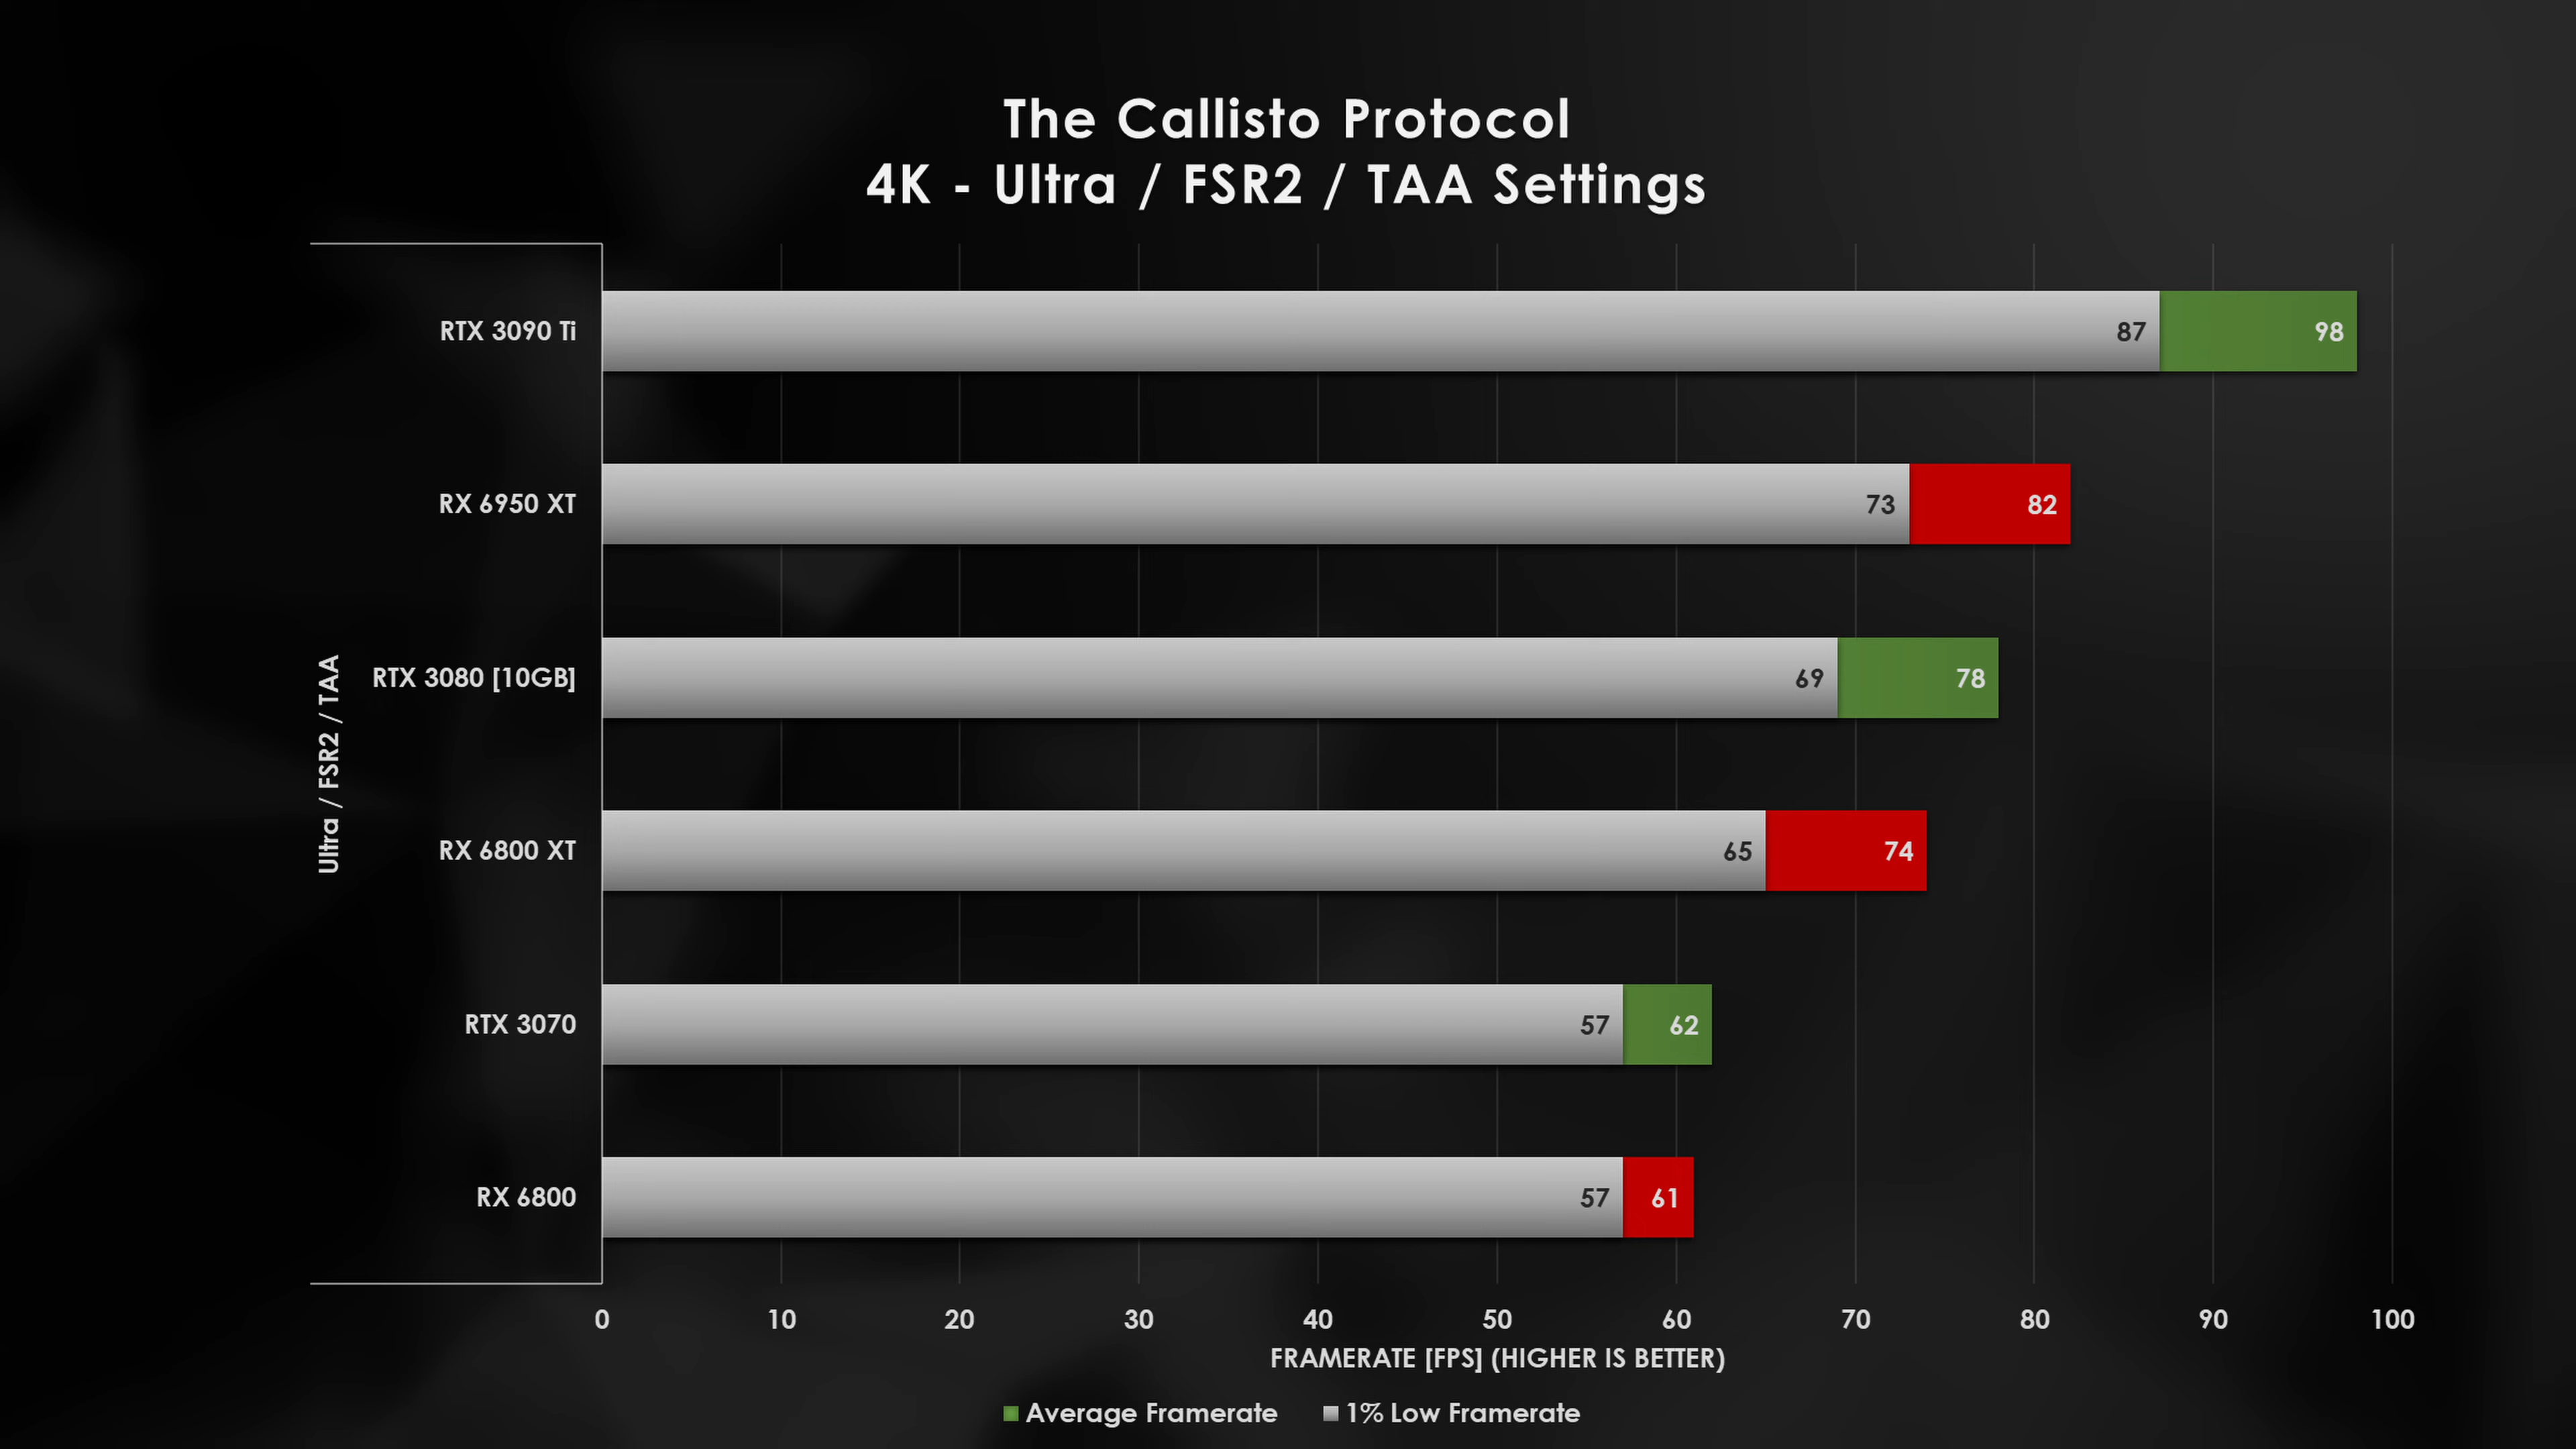 The Callisto Protocol
4K - Ultra / FSR2 / TAA Settings
Ultra / FSR2 / TAA
RTX 3090 Ti
87
98
RX 6950 XT
73
82
RTX 3080 [10GB]
69
78
RX 6800 XT
65
74
RTX 3070
57
62
RX 6800
57
61
0 10 20 30 40 50 60 70 80 90 100
FRAMERATE [FPS] (HIGHER IS BETTER)
Average Framerate 1% Low Framerate